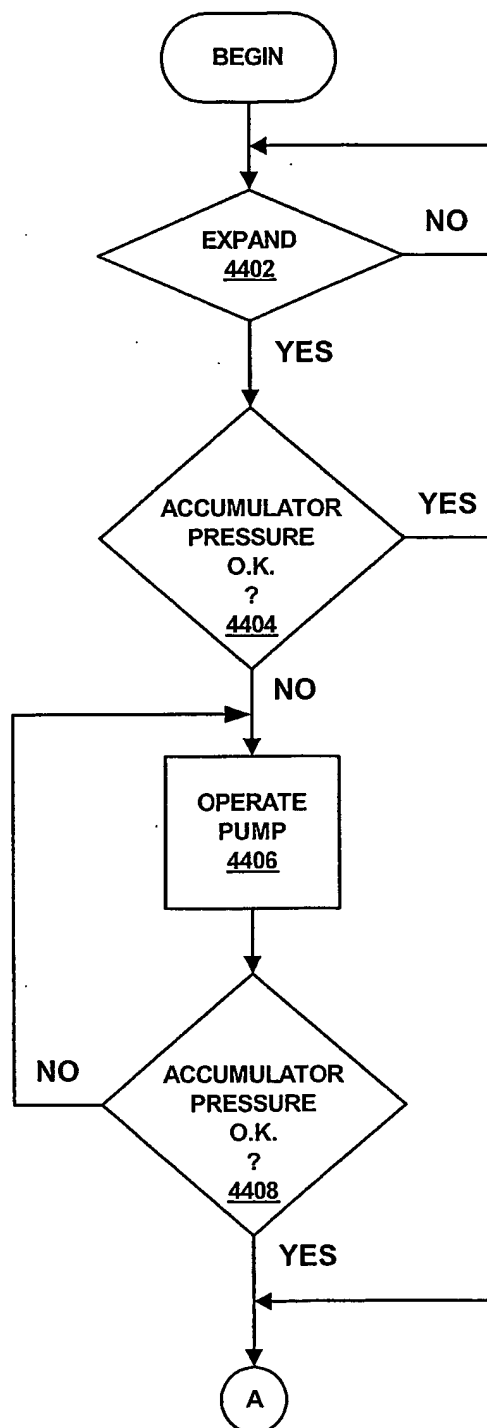 BEGIN
EXPAND
4402
NO
YES
ACCUMULATOR
PRESSURE
O.K.
?
4404
YES
NO
OPERATE
PUMP
4406
ACCUMULATOR
PRESSURE
O.K.
?
4408
NO
YES
A